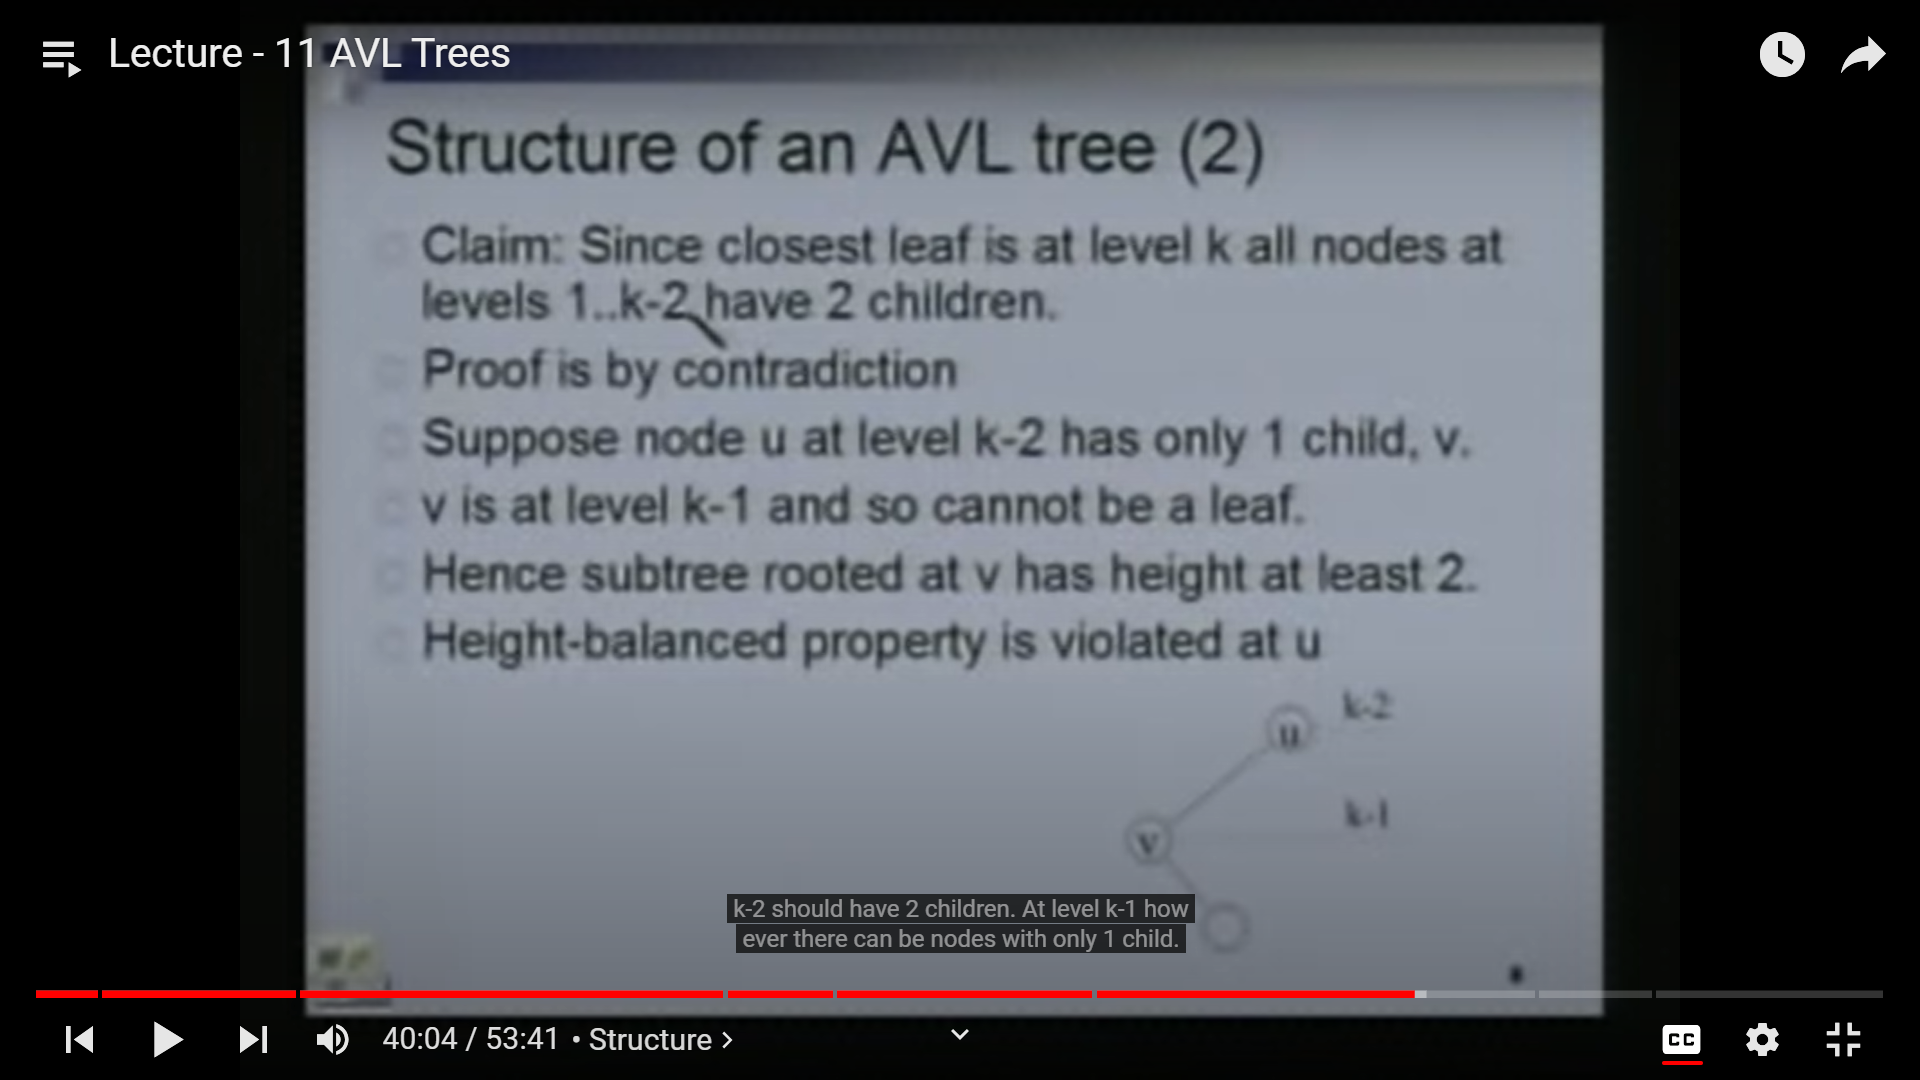 Lecture - 11 AVL Trees
Structure of an AVL tree (2)
Claim: Since closest leaf is at level k all nodes at
levels 1..k-2 have 2 children.
Proof is by contradiction
Suppose node u at level k-2 has only 1 child, v.
v is at level k-1 and so cannot be a leaf.
Hence subtree rooted at v has height at least 2.
Height-balanced property is violated at u
u k-2
v k-1
k-2 should have 2 children. At level k-1 how
ever there can be nodes with only 1 child.
40:04 / 53:41 • Structure
CC